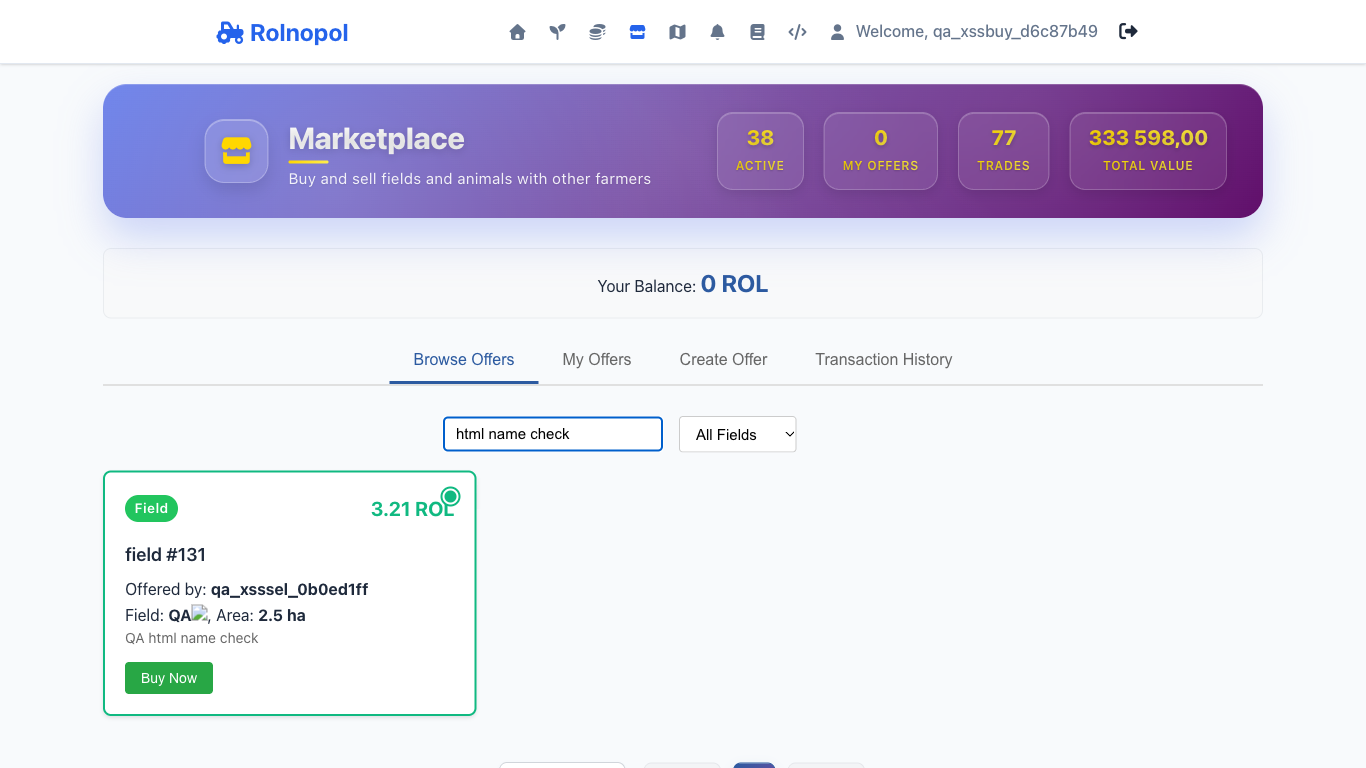 Rolnopol
Welcome, qa_xssbuy_d6c87b49
Marketplace
Buy and sell fields and animals with other farmers
38
ACTIVE
0
MY OFFERS
77
TRADES
333 598,00
TOTAL VALUE
Your Balance: 0 ROL
Browse Offers
My Offers
Create Offer
Transaction History
html name check
All Fields
Field
3.21 ROL
field #131
Offered by: qa_xsssel_0b0ed1ff
Field: QA, Area: 2.5 ha
QA html name check
Buy Now